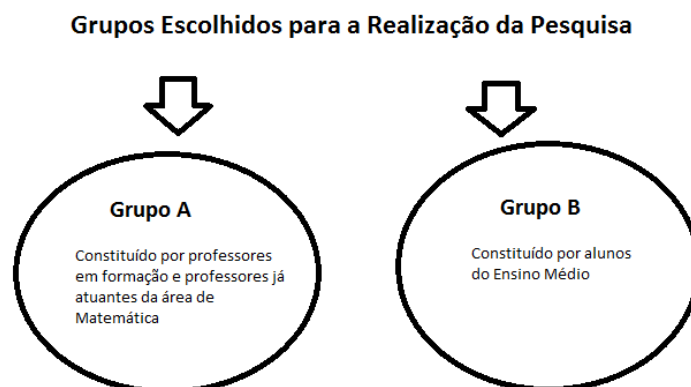 Grupos Escolhidos para a Realização da Pesquisa
Grupo A
Constituído por professores
em formação e professores já
atuantes da área de
Matemática
Grupo B
Constituído por alunos
do Ensino Médio